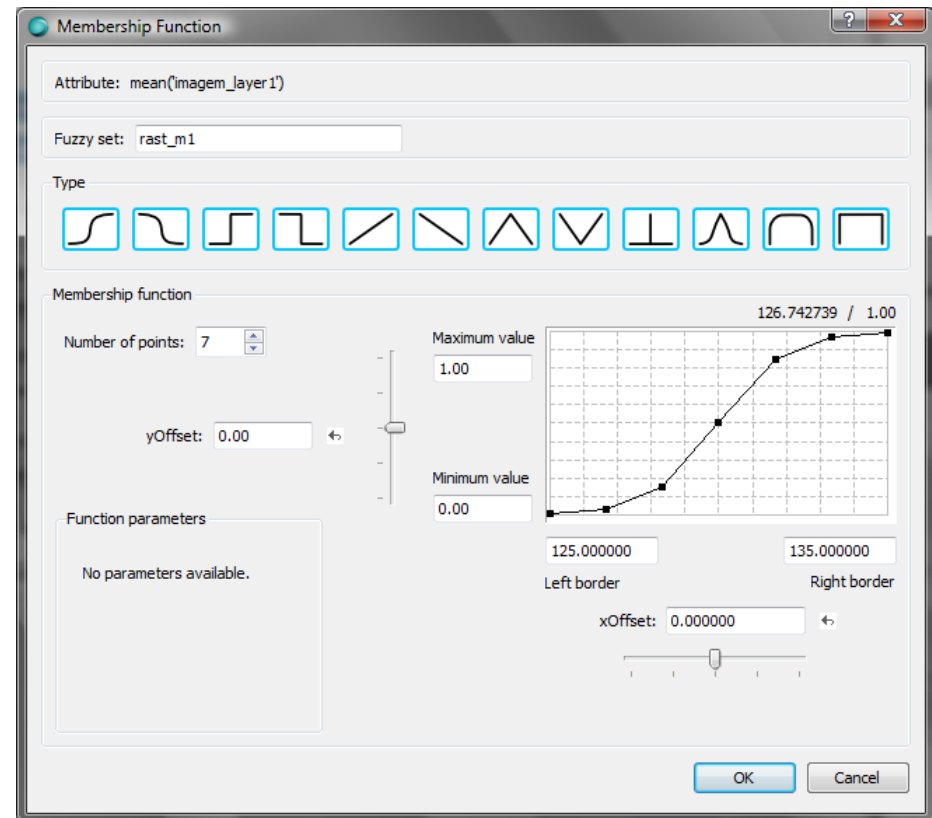 Membership Function
Attribute: mean('imagem_layer1')
Fuzzy set: rast_m1
Type
Membership function
126.742739 / 1.00
Number of points: 7
Maximum value
1.00
yOffset: 0.00
Minimum value
0.00
Function parameters
No parameters available.
125.000000 135.000000
Left border Right border
xOffset: 0.000000
OK Cancel